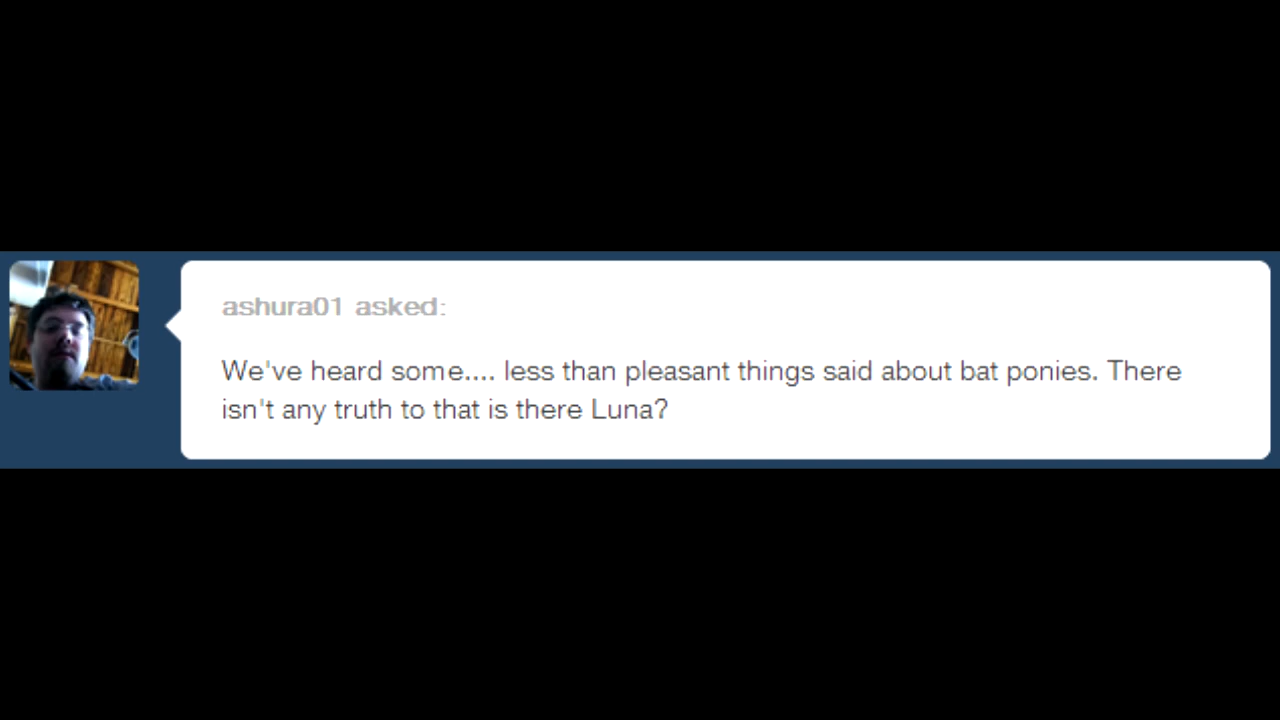 ashura01 asked:
We've heard some.... less than pleasant things said about bat ponies. There
isn't any truth to that is there Luna?